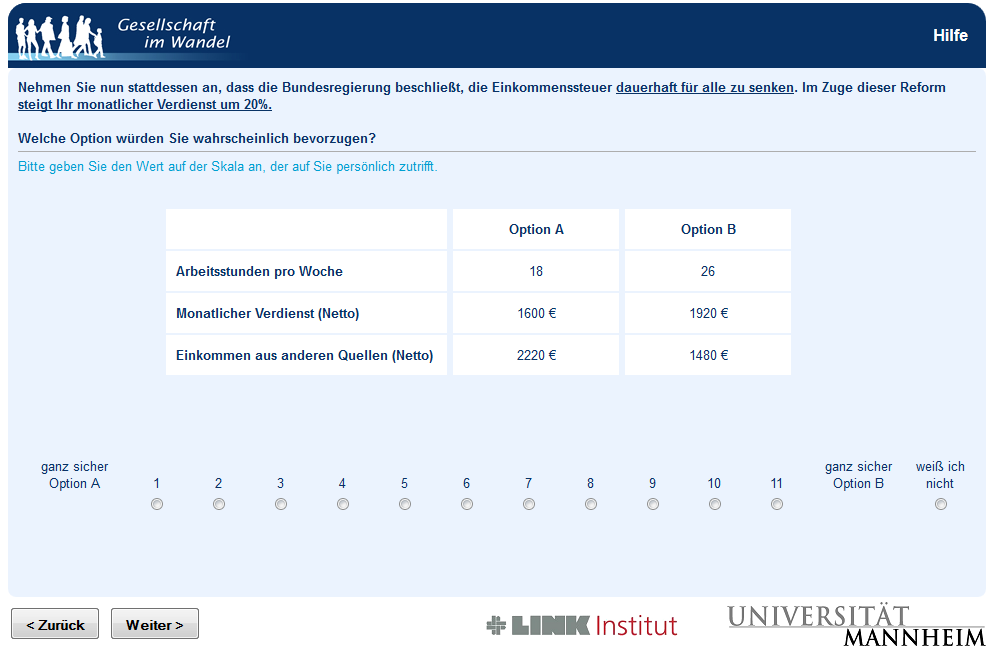 Gesellschaft
im Wandel
Hilfe
Nehmen Sie nun stattdessen an, dass die Bundesregierung beschließt, die Einkommenssteuer dauerhaft für alle zu senken. Im Zuge dieser Reform
steigt Ihr monatlicher Verdienst um 20%.
Welche Option würden Sie wahrscheinlich bevorzugen?
Bitte geben Sie den Wert auf der Skala an, der auf Sie persönlich zutrifft.
Option A Option B
Arbeitsstunden pro Woche 18 26
Monatlicher Verdienst (Netto) 1600 € 1920 €
Einkommen aus anderen Quellen (Netto) 2220 € 1480 €
ganz sicher ganz sicher weiß ich
Option A 1 2 3 4 5 6 7 8 9 10 11 Option B nicht
< Zurück Weiter > LINK Institut UNIVERSITÄT
MANNHEIM